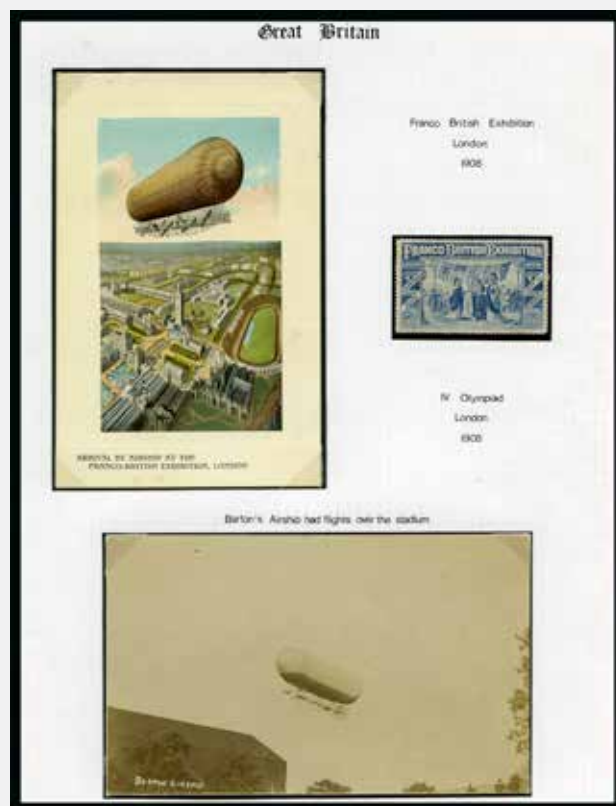 Great Britain
Franco British Exhibition
London
1908
FRANCO-BRITISH EXHIBITION
IV Olympiad
London
1908
ARRIVAL BY AIRSHIP AT THE
FRANCO-BRITISH EXHIBITION, LONDON
Barton's Airship had flights over the stadium